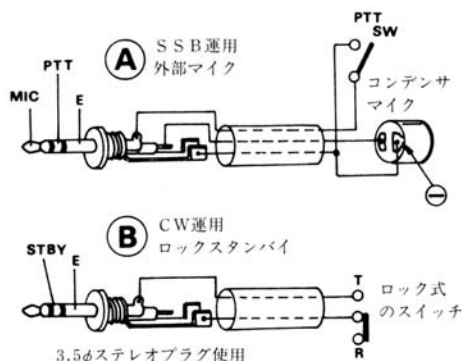 A
SSB運用
外部マイク
PTT
SW
MIC
PTT
E
コンデンサ
マイク
B
CW運用
ロックスタンバイ
STBY
E
T
R
ロック式
のスイッチ
3.5φステレオプラグ使用